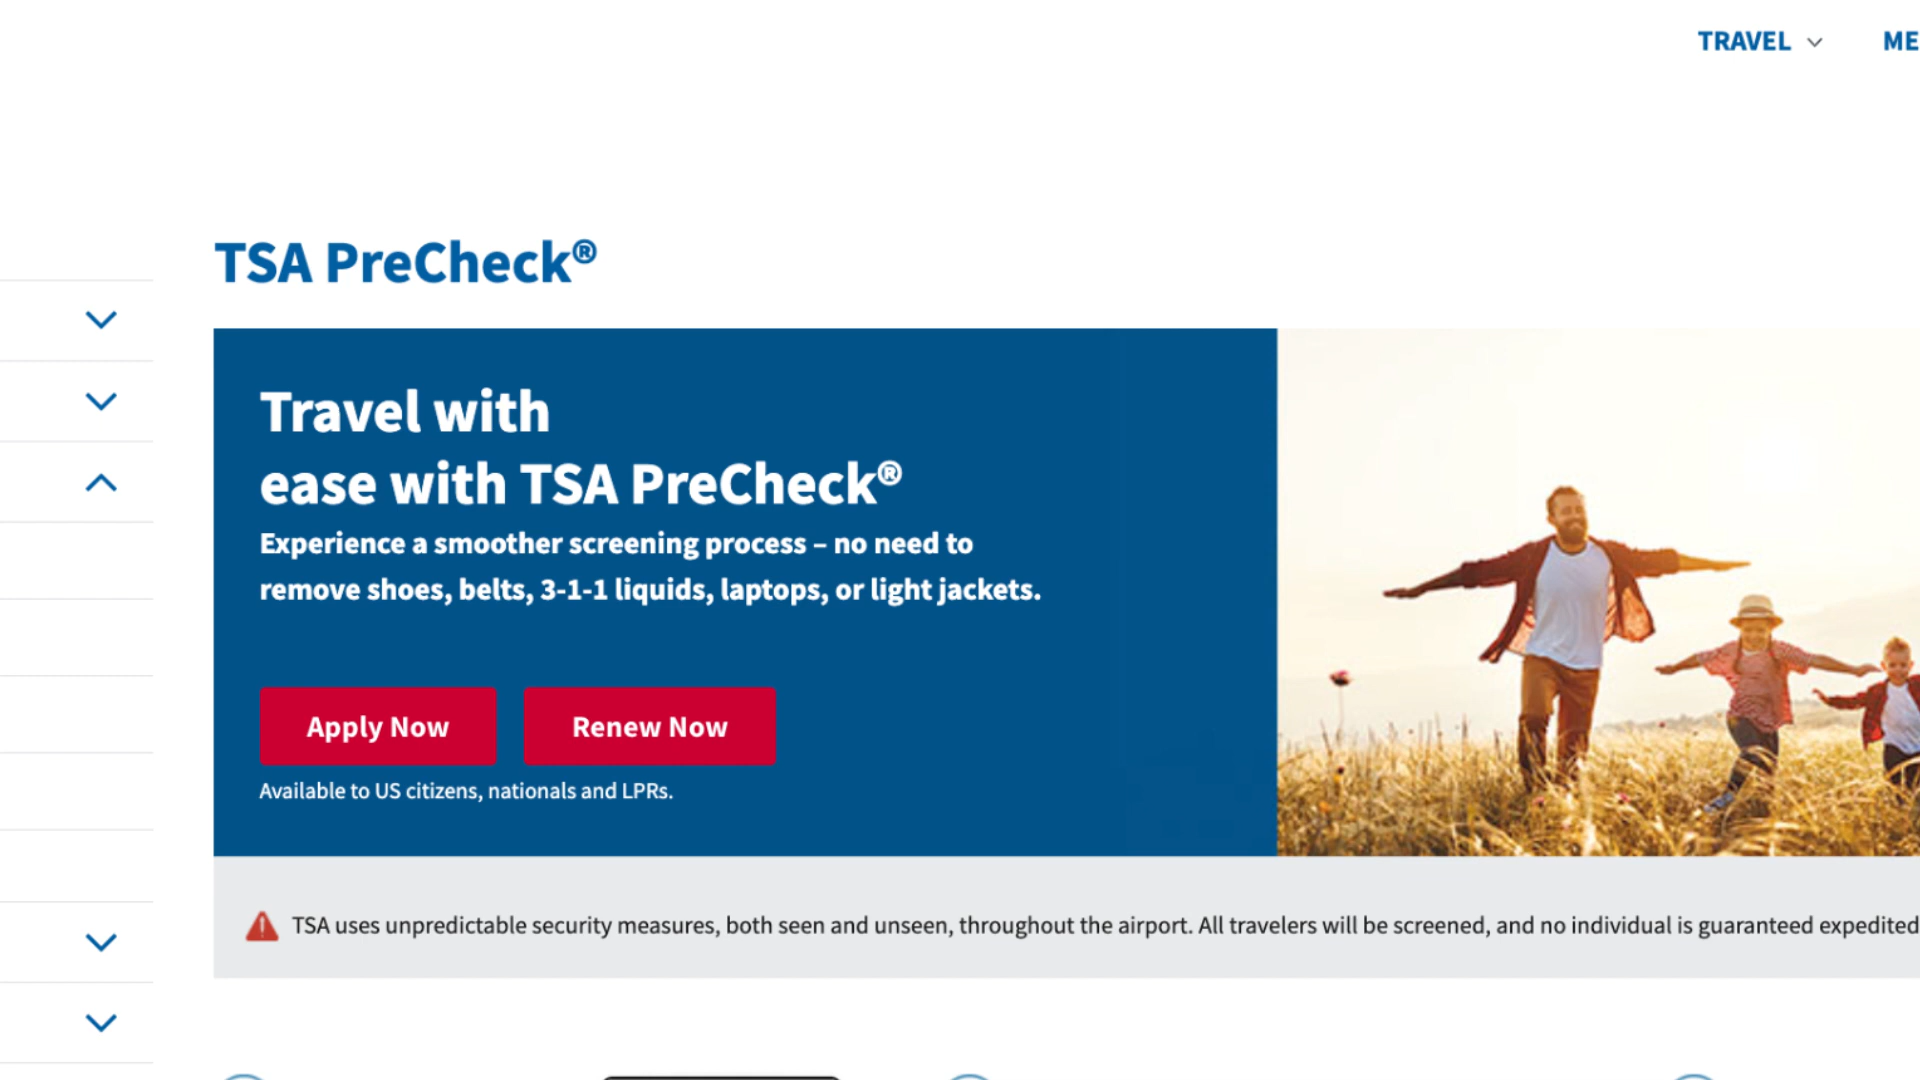 TRAVEL
TSA PreCheck®
Travel with
ease with TSA PreCheck®
Experience a smoother screening process – no need to
remove shoes, belts, 3-1-1 liquids, laptops, or light jackets.
Apply Now
Renew Now
Available to US citizens, nationals and LPRs.
TSA uses unpredictable security measures, both seen and unseen, throughout the airport. All travelers will be screened, and no individual is guaranteed expedited